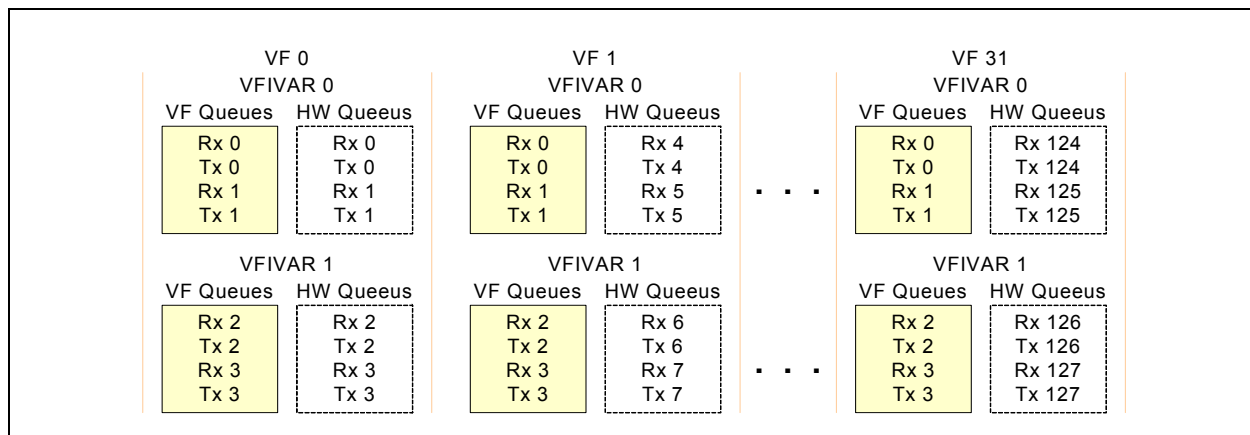 VF 0 VF 1 VF 31
VFIVAR 0 VFIVAR 0 VFIVAR 0
VF Queues HW Queeus VF Queues HW Queeus VF Queues HW Queeus
Rx 0 Rx 0 Rx 0 Rx 4 Rx 0 Rx 124
Tx 0 Tx 0 Tx 0 Tx 4 Tx 0 Tx 124
Rx 1 Rx 1 Rx 1 Rx 5 Rx 1 Rx 125
Tx 1 Tx 1 Tx 1 Tx 5 . . . Tx 1 Tx 125
VFIVAR 1 VFIVAR 1 VFIVAR 1
VF Queues HW Queeus VF Queues HW Queeus VF Queues HW Queeus
Rx 2 Rx 2 Rx 2 Rx 6 Rx 2 Rx 126
Tx 2 Tx 2 Tx 2 Tx 6 Tx 2 Tx 126
Rx 3 Rx 3 Rx 3 Rx 7 . . . Rx 3 Rx 127
Tx 3 Tx 3 Tx 3 Tx 7 Tx 3 Tx 127